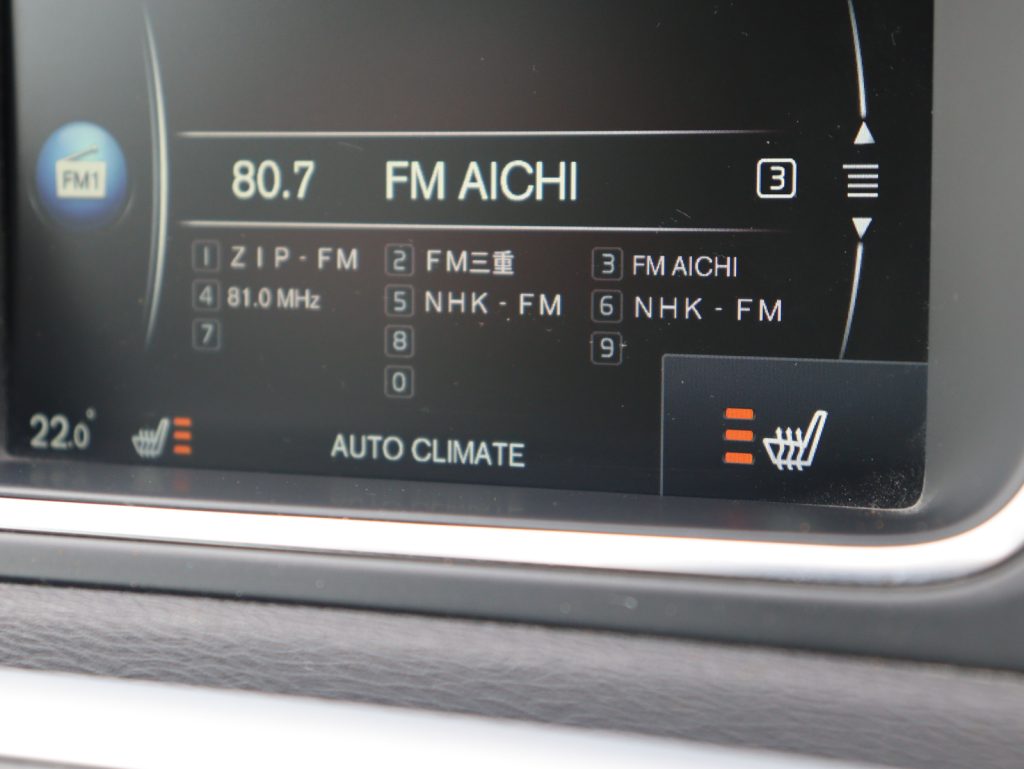 FM1
80.7 FM AICHI 3
1 ZIP-FM 2 FM三重 3 FM AICHI
4 81.0 MHz 5 NHK-FM 6 NHK-FM
7 8 9
0
22.0° AUTO CLIMATE